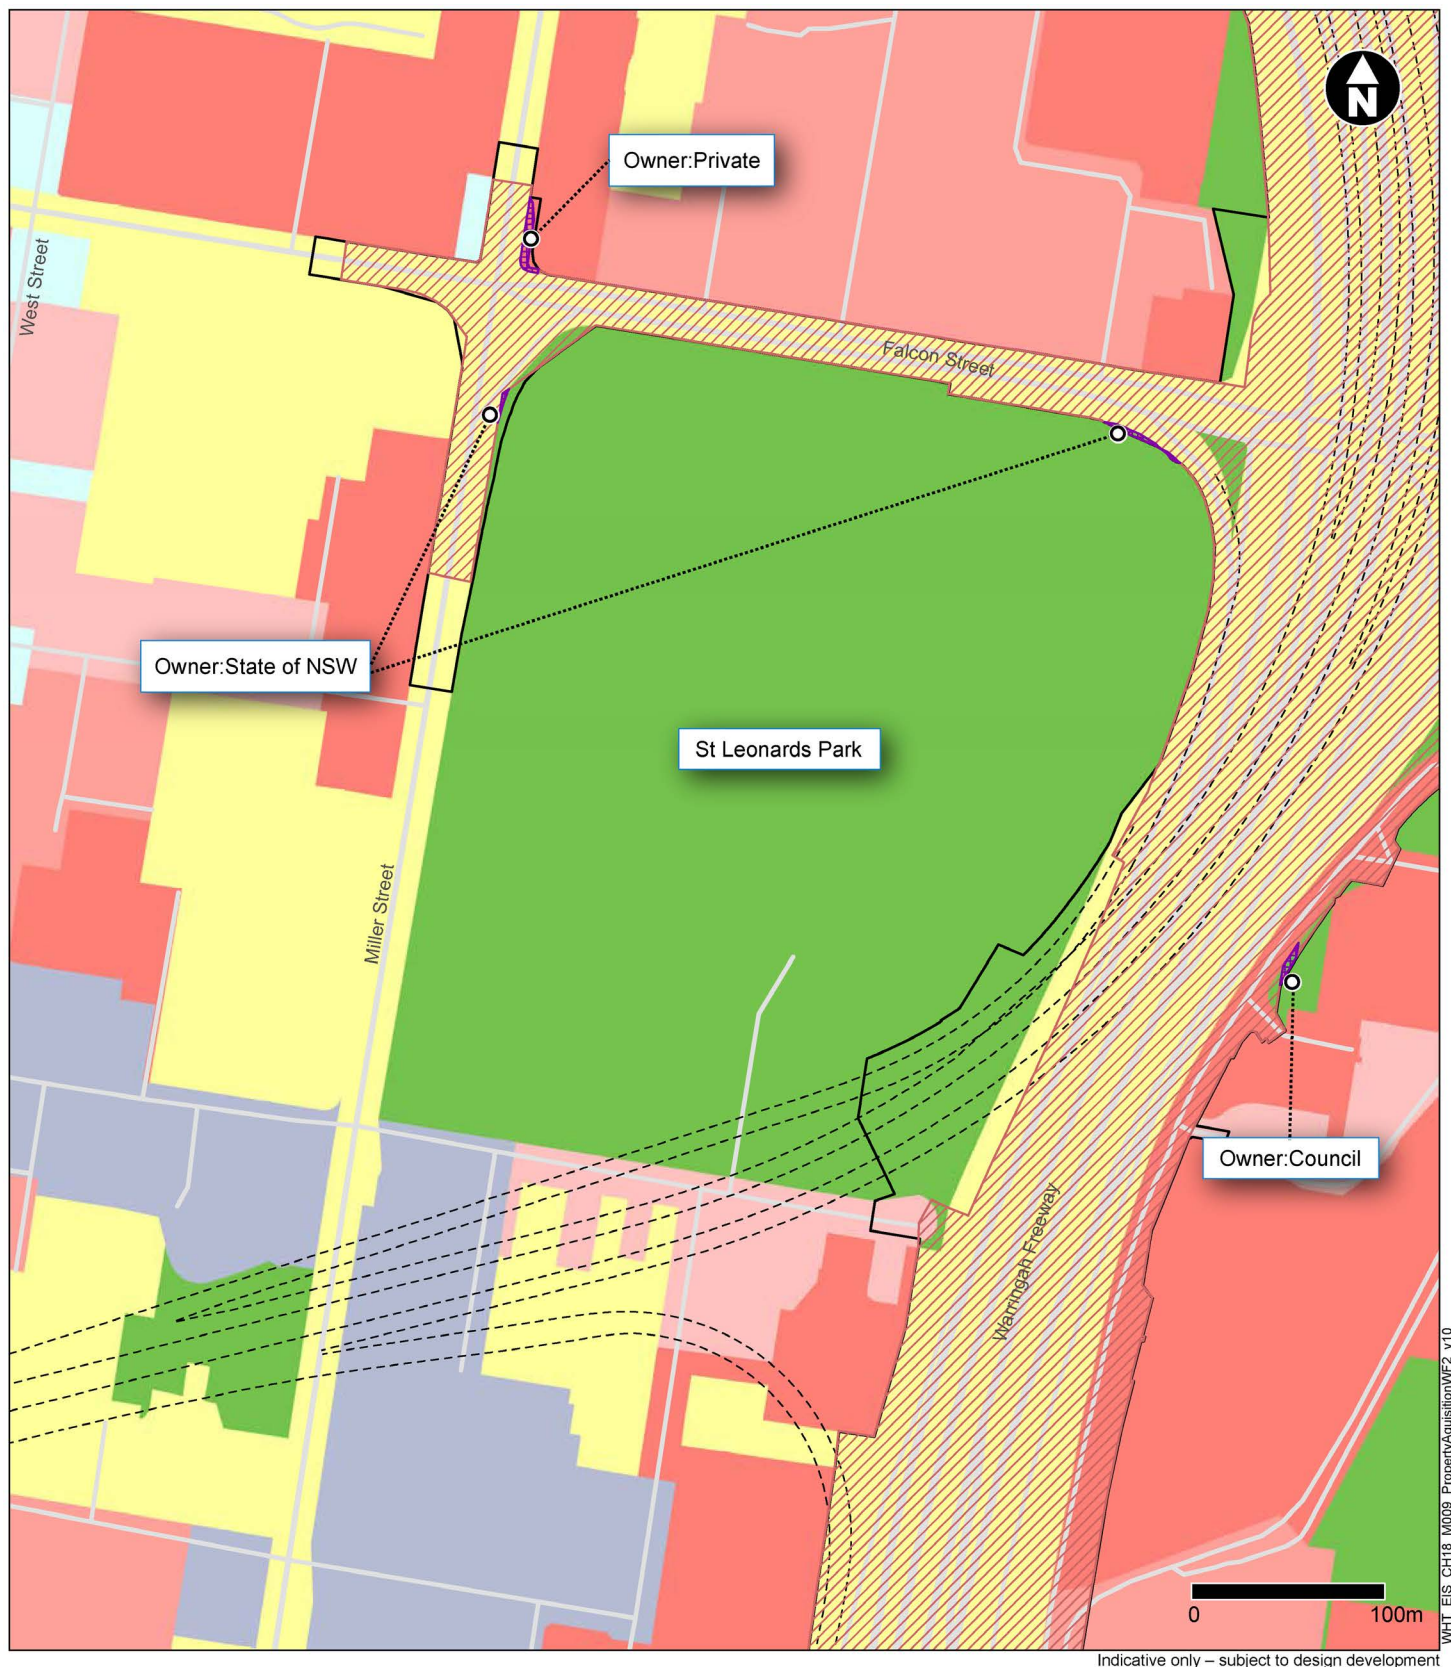 N
Owner:Private
West Street
Falcon Street
Owner:State of NSW
St Leonards Park
Miller Street
Owner:Council
Warringah Freeway
0 100m
WHT_EIS_CH18_M009_PropertyAquisitionWF2_v10
Indicative only – subject to design development